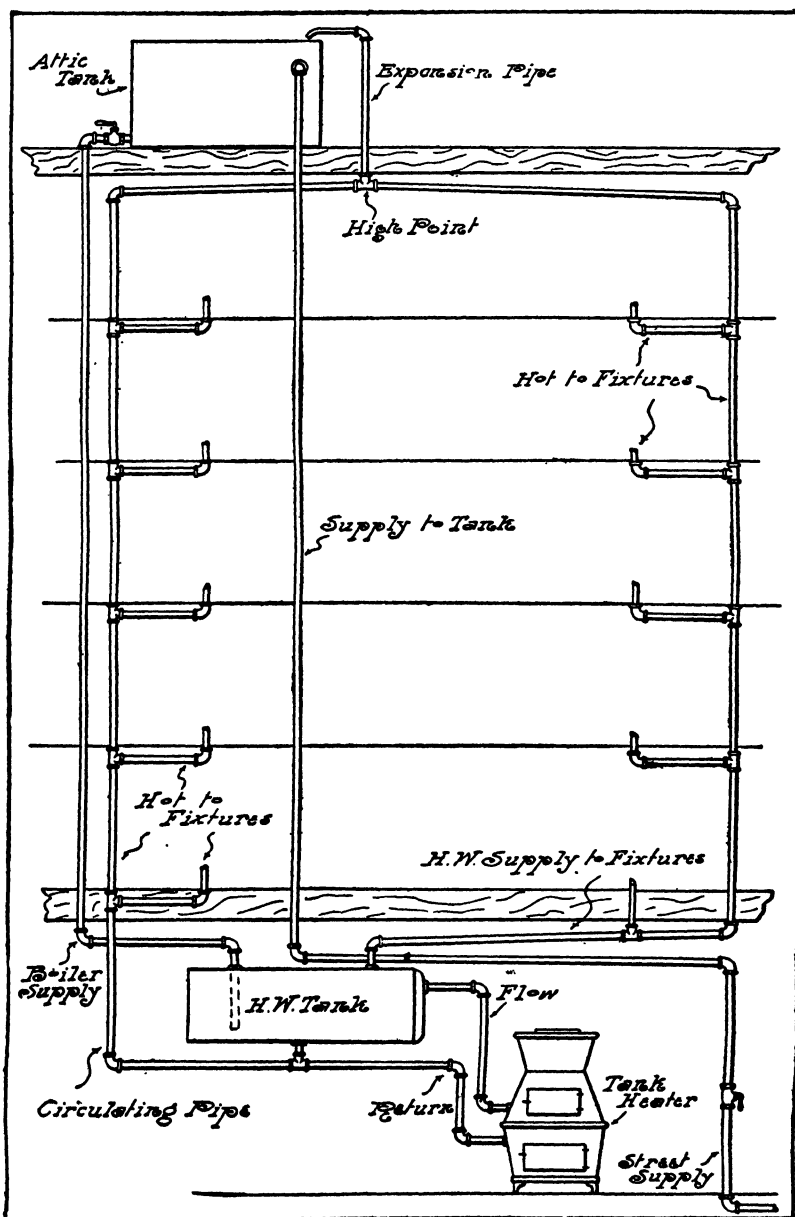 Attic
Tank
Expansion Pipe
High Point
Hot to Fixtures
Supply to Tank
Hot to
Fixtures
H.W. Supply to Fixtures
Boiler
Supply
H.W. Tank
Flow
Circulating Pipe
Return
Tank
Heater
Street
Supply